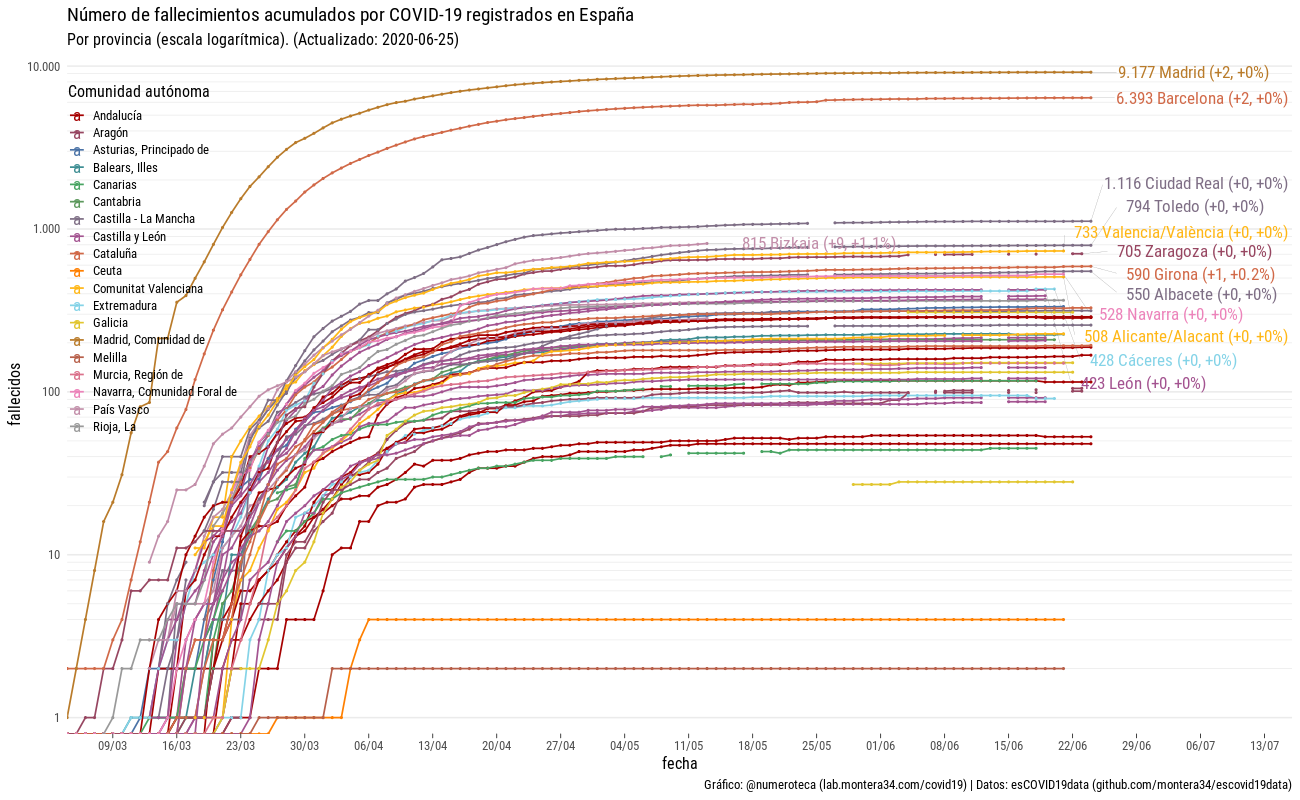 Número de fallecimientos acumulados por COVID-19 registrados en España
Por provincia (escala logarítmica). (Actualizado: 2020-06-25)
10.000
1.000
100
10
1
fallecidos
Comunidad autónoma
a Andalucía
a Aragón
a Asturias, Principado de
a Balears, Illes
a Canarias
a Cantabria
a Castilla - La Mancha
a Castilla y León
a Cataluña
a Ceuta
a Comunitat Valenciana
a Extremadura
a Galicia
a Madrid, Comunidad de
a Melilla
a Murcia, Región de
a Navarra, Comunidad Foral de
a País Vasco
a Rioja, La
9.177 Madrid (+2, +0%)
6.393 Barcelona (+2, +0%)
1.116 Ciudad Real (+0, +0%)
794 Toledo (+0, +0%)
733 Valencia/València (+0, +0%)
815 Bizkaia (+9, +1.1%)
705 Zaragoza (+0, +0%)
590 Girona (+1, +0.2%)
550 Albacete (+0, +0%)
528 Navarra (+0, +0%)
508 Alicante/Alacant (+0, +0%)
428 Cáceres (+0, +0%)
423 León (+0, +0%)
09/03 16/03 23/03 30/03 06/04 13/04 20/04 27/04 04/05 11/05 18/05 25/05 01/06 08/06 15/06 22/06 29/06 06/07 13/07
fecha
Gráfico: @numeroteca (lab.montera34.com/covid19) | Datos: esCOVID19data (github.com/montera34/escovid19data)